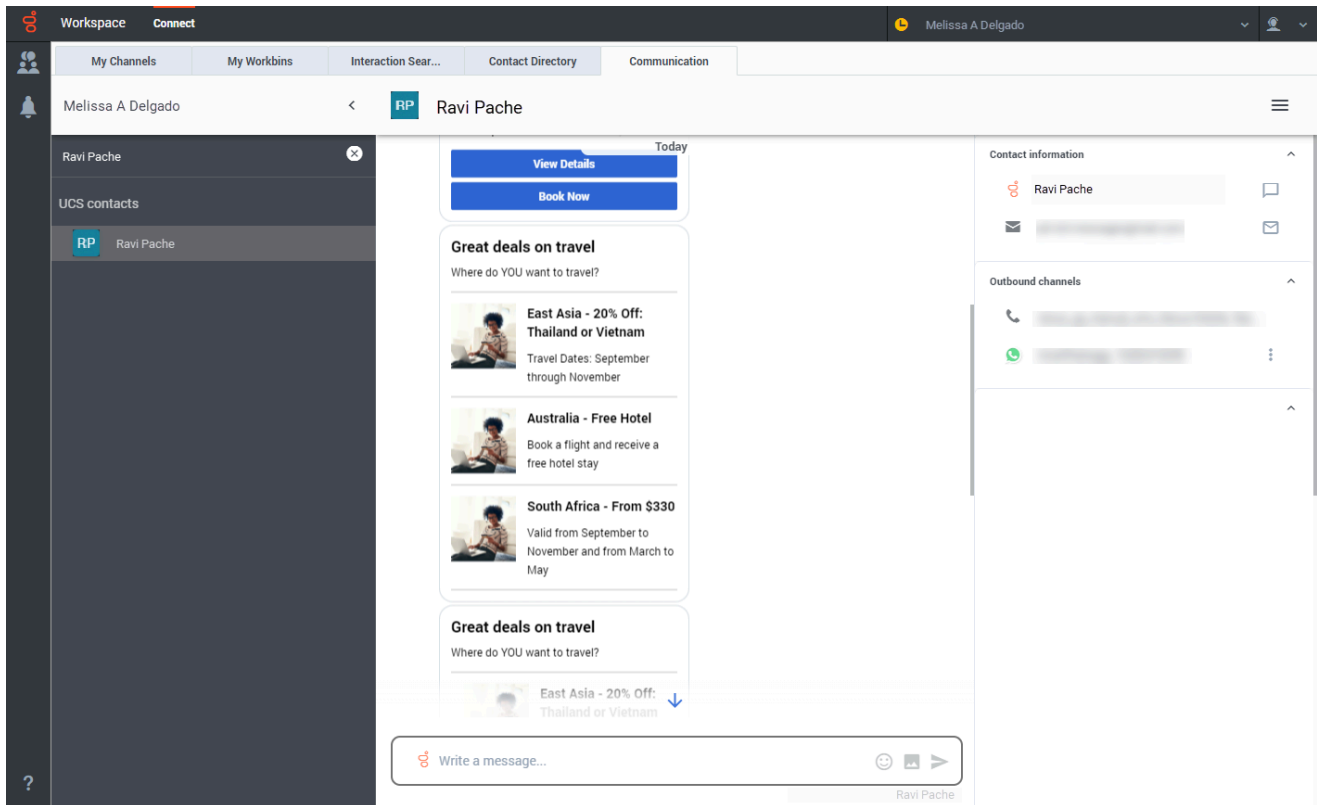 Workspace
Connect
Melissa A Delgado
My Channels
My Workbins
Interaction Sear...
Contact Directory
Communication
Melissa A Delgado
RP
Ravi Pache
Ravi Pache
UCS contacts
RP
Ravi Pache
Today
View Details
Book Now
Great deals on travel
Where do YOU want to travel?
East Asia - 20% Off:
Thailand or Vietnam
Travel Dates: September
through November
Australia - Free Hotel
Book a flight and receive a
free hotel stay
South Africa - From $330
Valid from September to
November and from March to
May
Great deals on travel
Where do YOU want to travel?
East Asia - 20% Off:
Thailand or Vietnam
Write a message...
Ravi Pache
Contact information
Ravi Pache
Outbound channels
?